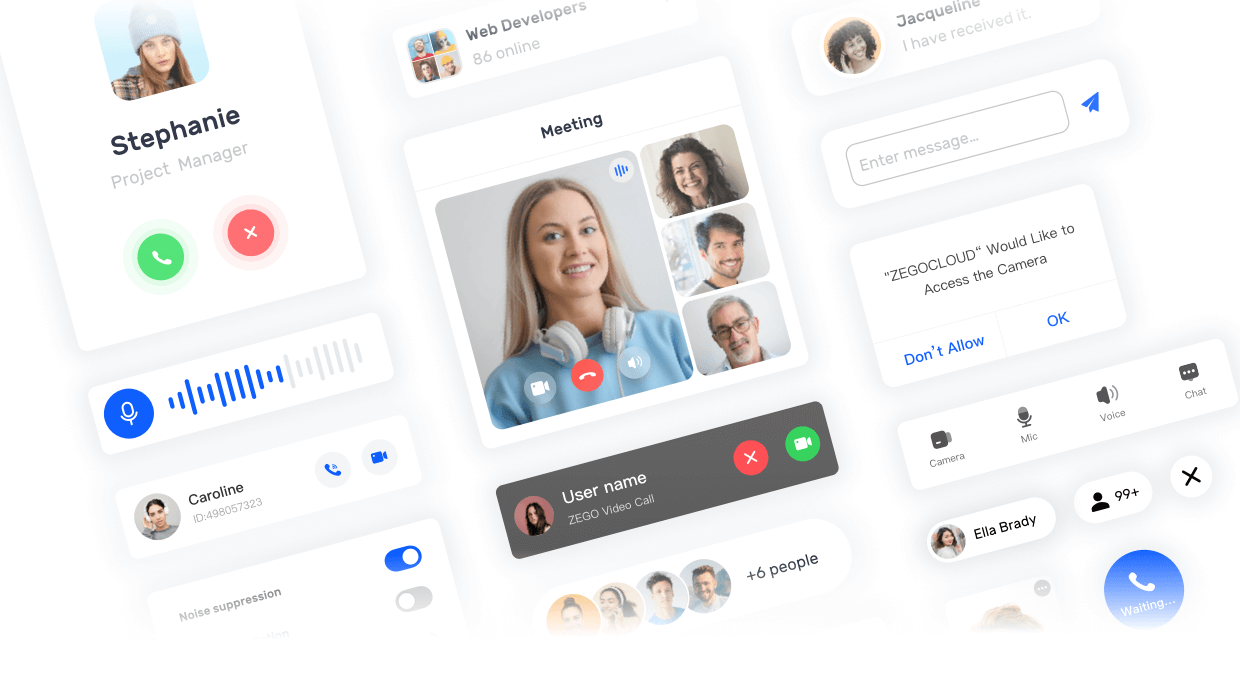 Stephanie
Project Manager
Caroline
ID:498057323
Noise suppression
Web Developers
86 online
Meeting
User name
ZEGO Video Call
+6 people
Jacqueline
I have received it.
Enter message...
"ZEGOCLOUD“ Would Like to
Access the Camera
Don't Allow
OK
Camera
Mic
Voice
Chat
Ella Brady
99+
Waiting...